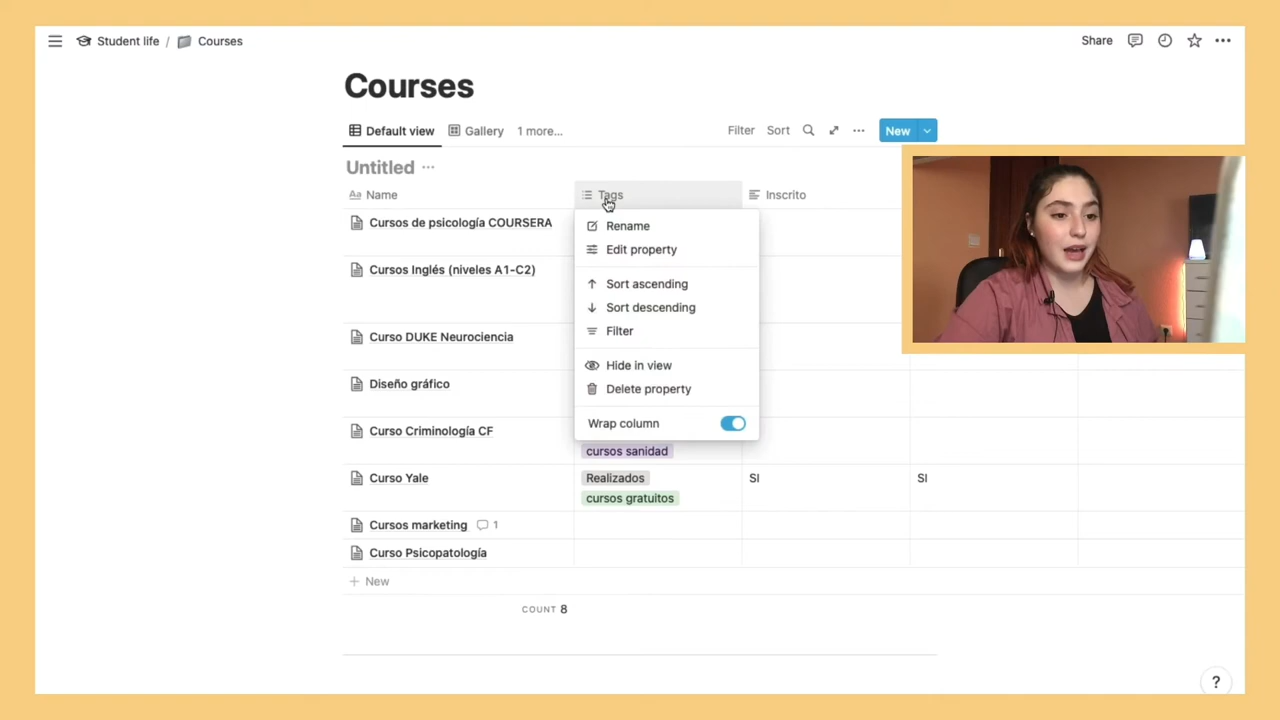 Student life / Courses
Share
Courses
Default view Gallery 1 more...
Filter Sort New
Untitled
Name Tags Inscrito
Cursos de psicología COURSERA
Rename
Edit property
Cursos Inglés (niveles A1-C2)
Sort ascending
Sort descending
Filter
Curso DUKE Neurociencia
Hide in view
Diseño gráfico
Delete property
Wrap column
Curso Criminología CF
cursos sanidad
Curso Yale Realizados SI SI
cursos gratuitos
Cursos marketing 1
Curso Psicopatología
+ New
COUNT 8
?